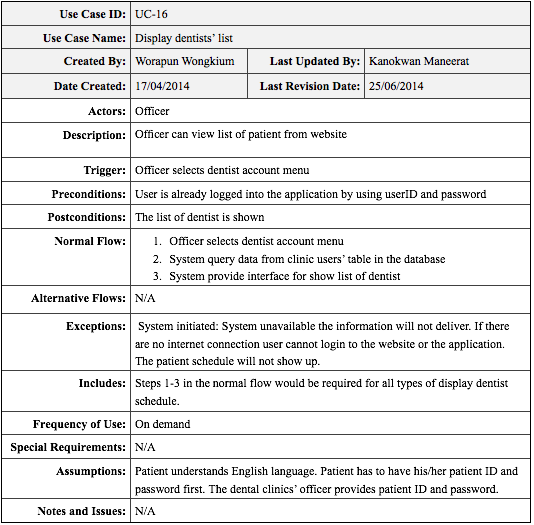 Use Case ID: UC-16
Use Case Name: Display dentists' list
Created By: Worapun Wongkium Last Updated By: Kanokwan Maneerat
Date Created: 17/04/2014 Last Revision Date: 25/06/2014
Actors: Officer
Description: Officer can view list of patient from website
Trigger: Officer selects dentist account menu
Preconditions: User is already logged into the application by using userID and password
Postconditions: The list of dentist is shown
Normal Flow: 1. Officer selects dentist account menu
2. System query data from clinic users' table in the database
3. System provide interface for show list of dentist
Alternative Flows: N/A
Exceptions: System initiated: System unavailable the information will not deliver. If there
are no internet connection user cannot login to the website or the application.
The patient schedule will not show up.
Includes: Steps 1-3 in the normal flow would be required for all types of display dentist
schedule.
Frequency of Use: On demand
Special Requirements: N/A
Assumptions: Patient understands English language. Patient has to have his/her patient ID and
password first. The dental clinics' officer provides patient ID and password.
Notes and Issues: N/A